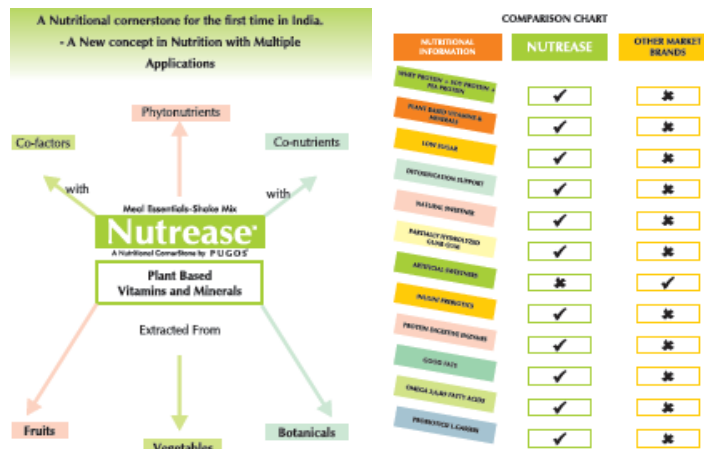 A Nutritional cornerstone for the first time in India.
- A New concept in Nutrition with Multiple
Applications
Phytonutrients
Co-factors
Co-nutrients
with
with
Meal Essentials-Shake Mix
Nutrease
A Nutritional CornerStone by PUGOS
Plant Based
Vitamins and Minerals
Extracted From
Fruits
Vegetables
Botanicals
COMPARISON CHART
NUTRITIONAL
INFORMATION
NUTREASE
OTHER MARKET
BRANDS
WHEY PROTEIN + SOY PROTEIN +
PEA PROTEIN
PLANT BASED VITAMINS &
MINERALS
LOW SUGAR
DETOXIFICATION SUPPORT
NATURAL SWEETNER
PARTIALLY HYDROLYZED
GUAR GUM
ARTIFICIAL SWEETNERS
INULIN PREBIOTICS
PROTEIN DIGESTIVE ENZYMES
GOOD FATS
OMEGA 3,6,&9 FATTY ACIDS